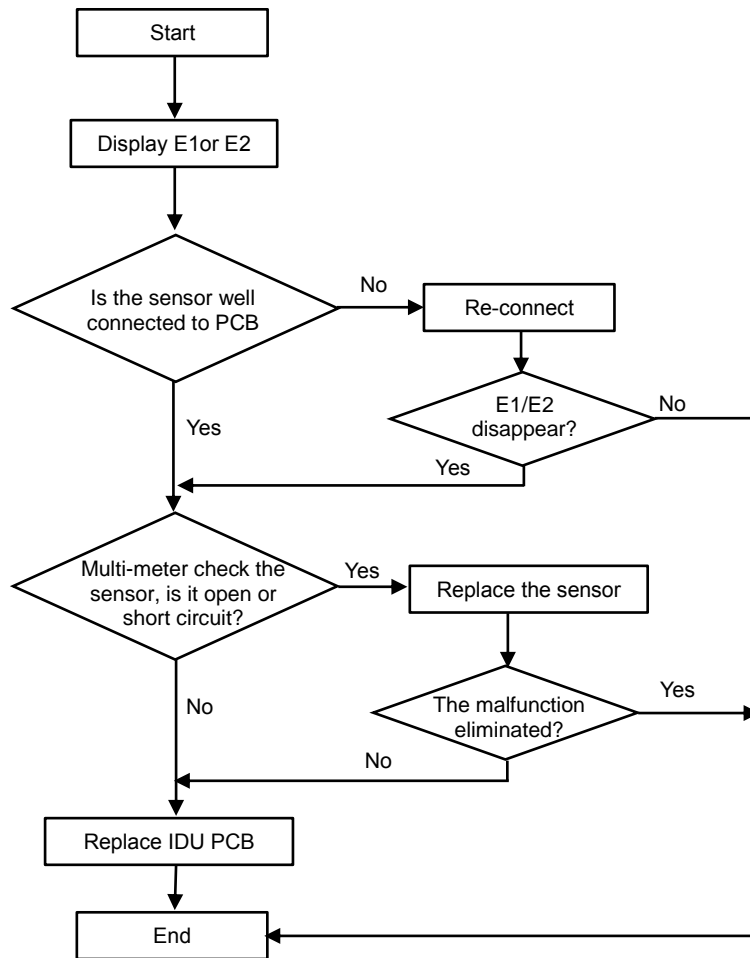 Start
Display E1or E2
Is the sensor well
connected to PCB
No
Re-connect
E1/E2
disappear?
No
Yes
Yes
Multi-meter check the
sensor, is it open or
short circuit?
Yes
Replace the sensor
The malfunction
eliminated?
Yes
No
No
Replace IDU PCB
End